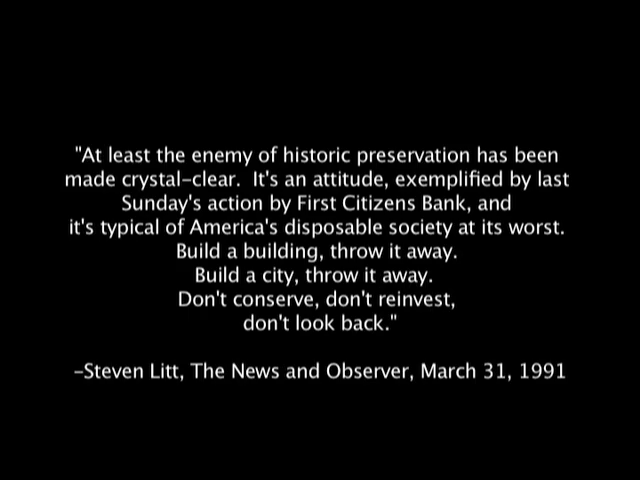 "At least the enemy of historic preservation has been
made crystal-clear.  It's an attitude, exemplified by last
Sunday's action by First Citizens Bank, and
it's typical of America's disposable society at its worst.
Build a building, throw it away.
Build a city, throw it away.
Don't conserve, don't reinvest,
don't look back."
-Steven Litt, The News and Observer, March 31, 1991